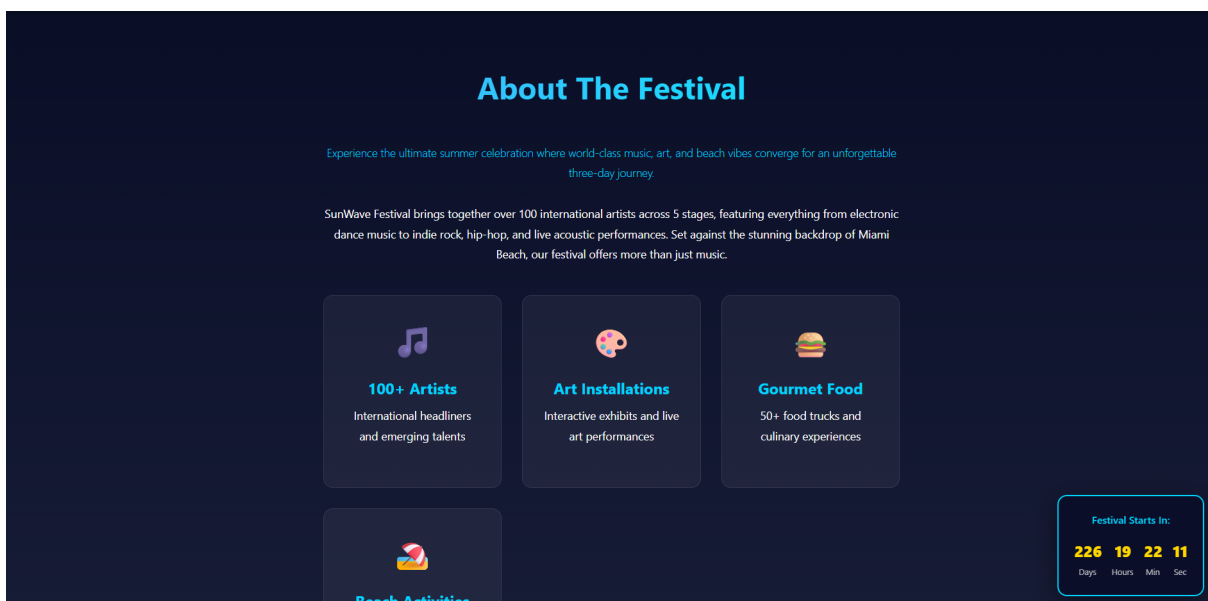 About The Festival
Experience the ultimate summer celebration where world-class music, art, and beach vibes converge for an unforgettable
three-day journey.
SunWave Festival brings together over 100 international artists across 5 stages, featuring everything from electronic
dance music to indie rock, hip-hop, and live acoustic performances. Set against the stunning backdrop of Miami
Beach, our festival offers more than just music.
100+ Artists
International headliners
and emerging talents
Art Installations
Interactive exhibits and live
art performances
Gourmet Food
50+ food trucks and
culinary experiences
Beach Activities
Festival Starts In:
226 19 22 11
Days Hours Min Sec